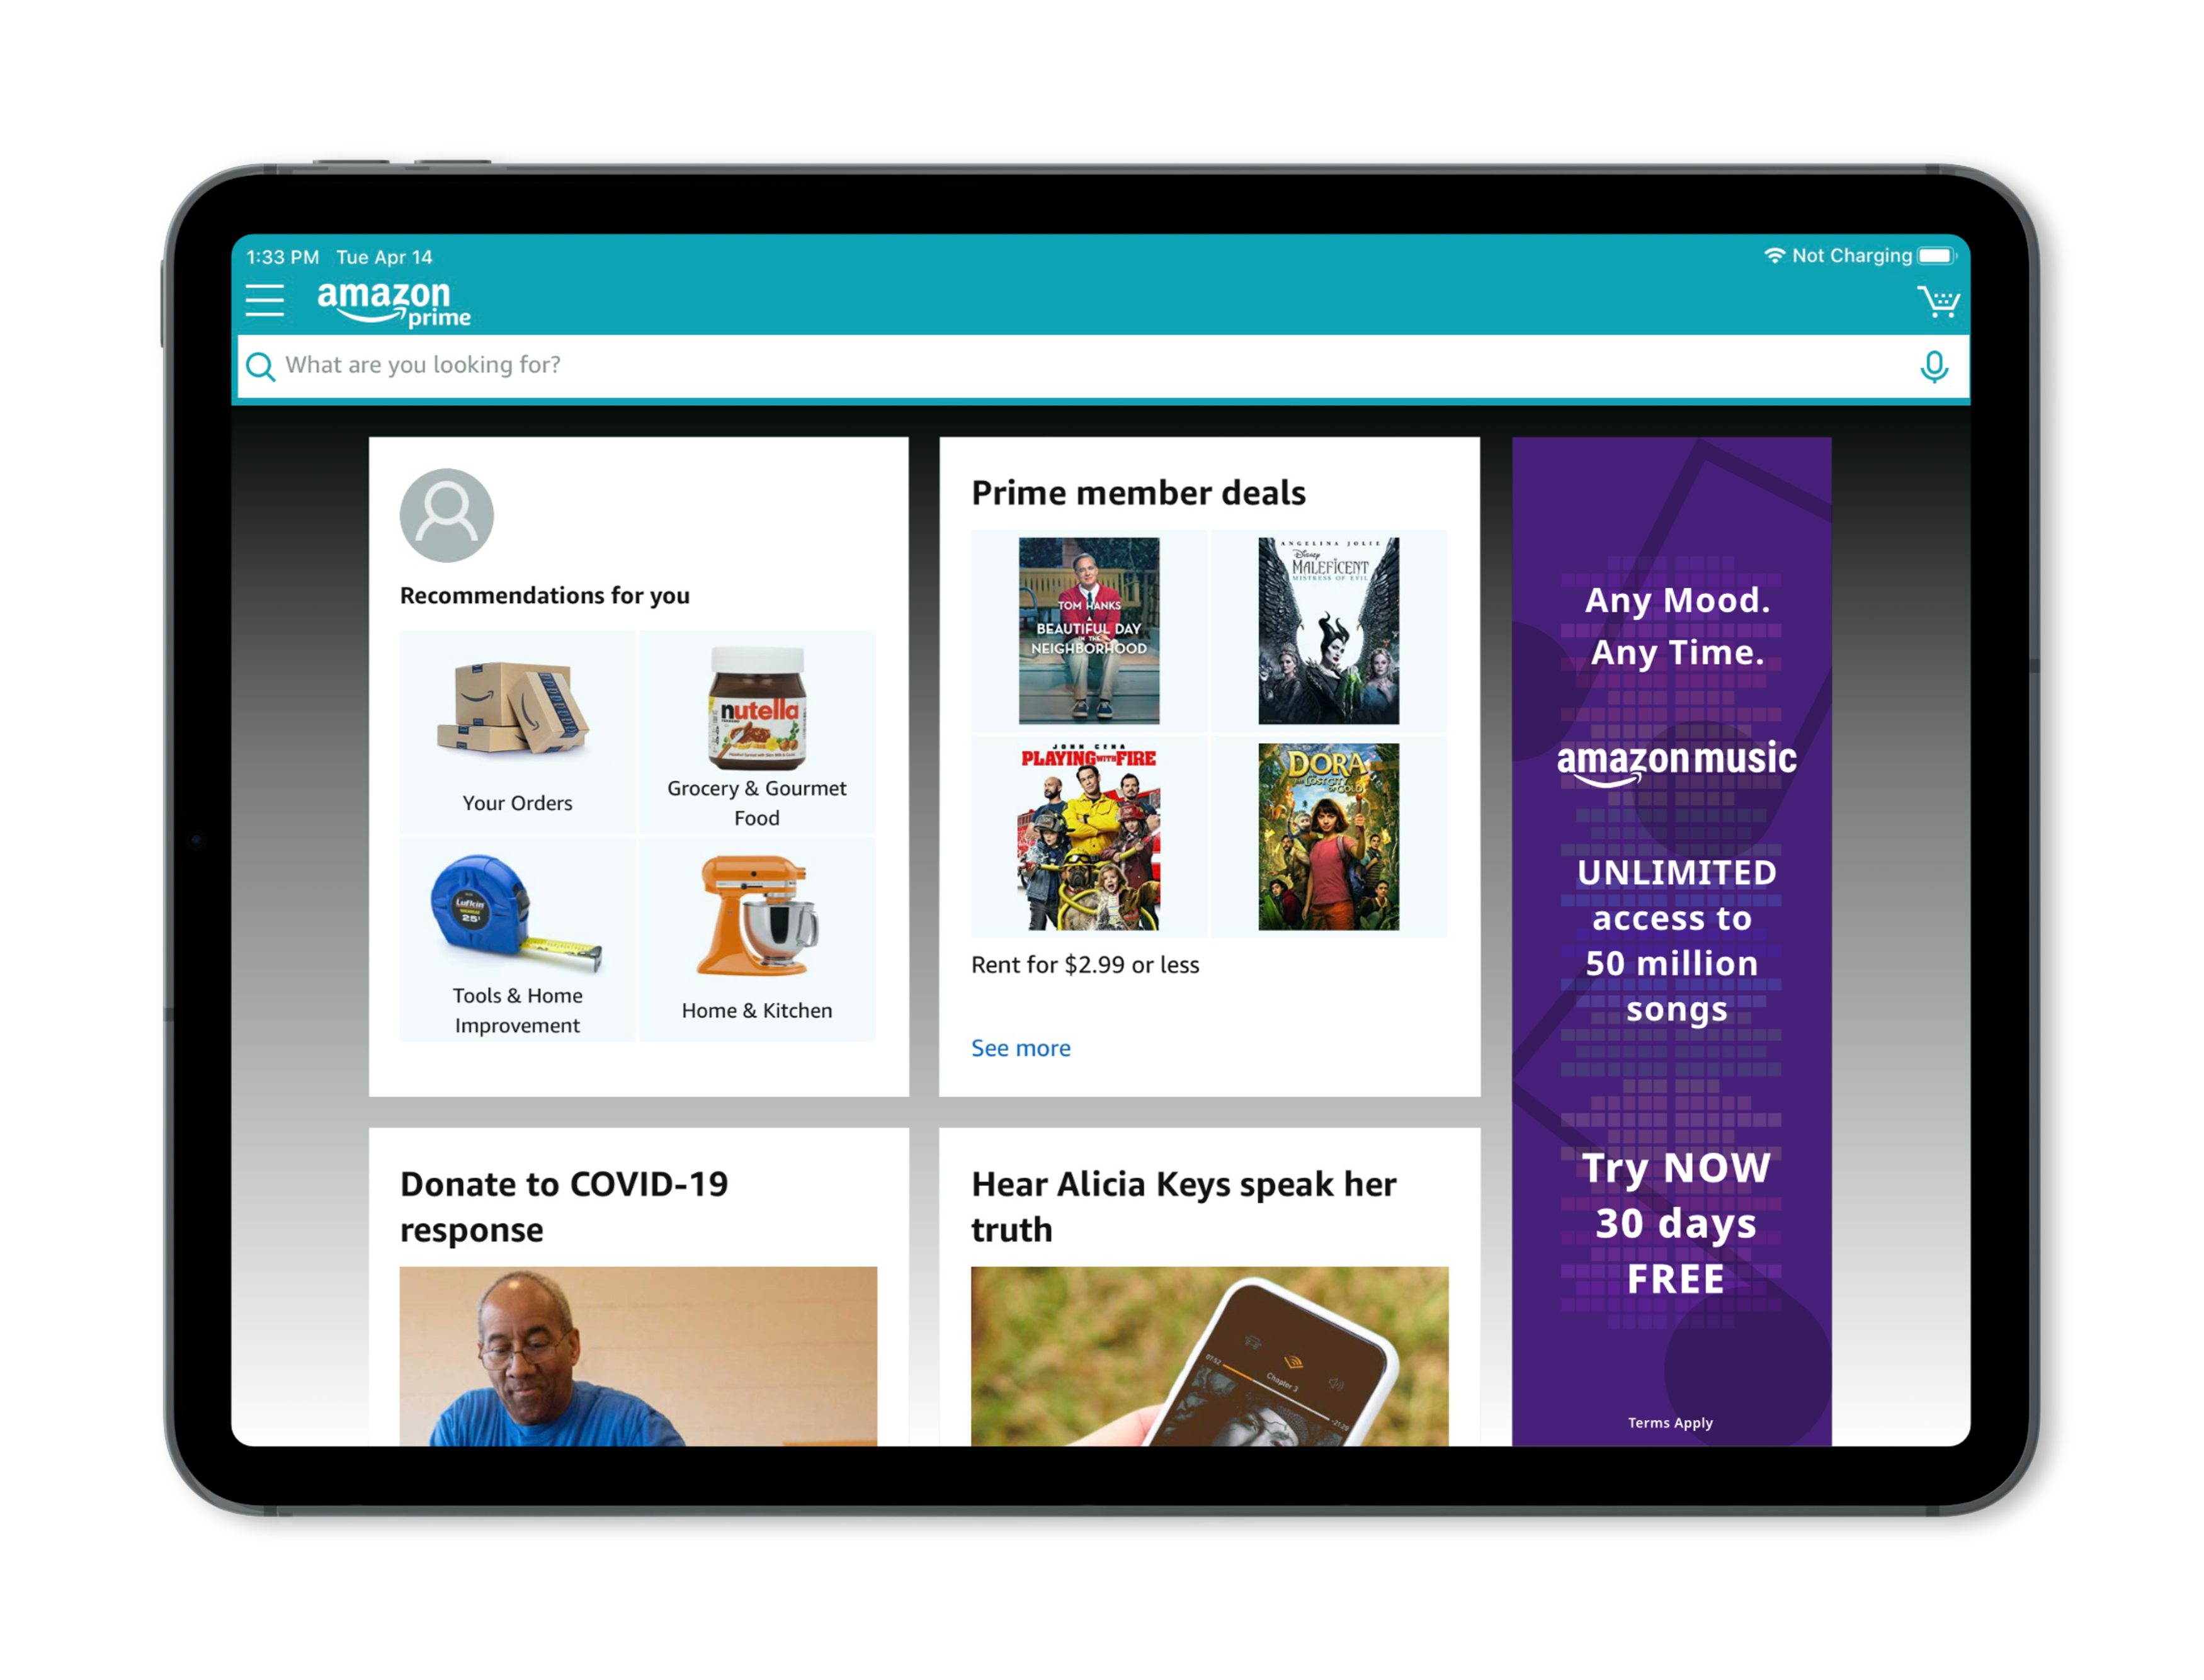 1:33 PM Tue Apr 14
Not Charging
amazon
prime
What are you looking for?
Recommendations for you
nutella
Your Orders
Grocery & Gourmet
Food
Lufkin
25'
Tools & Home
Improvement
Home & Kitchen
Prime member deals
TOM HANKS
A
BEAUTIFUL DAY
IN THE
NEIGHBORHOOD
ANGELINA JOLIE
Disney
MALEFICENT
MISTRESS OF EVIL
JOHN CENA
PLAYING WITH FIRE
DORA
AND THE
LOST CITY
OF GOLD
Rent for $2.99 or less
See more
Any Mood.
Any Time.
amazon music
UNLIMITED
access to
50 million
songs
Try NOW
30 days
FREE
Terms Apply
Donate to COVID-19
response
Hear Alicia Keys speak her
truth
07:52
Chapter 3
-21:29